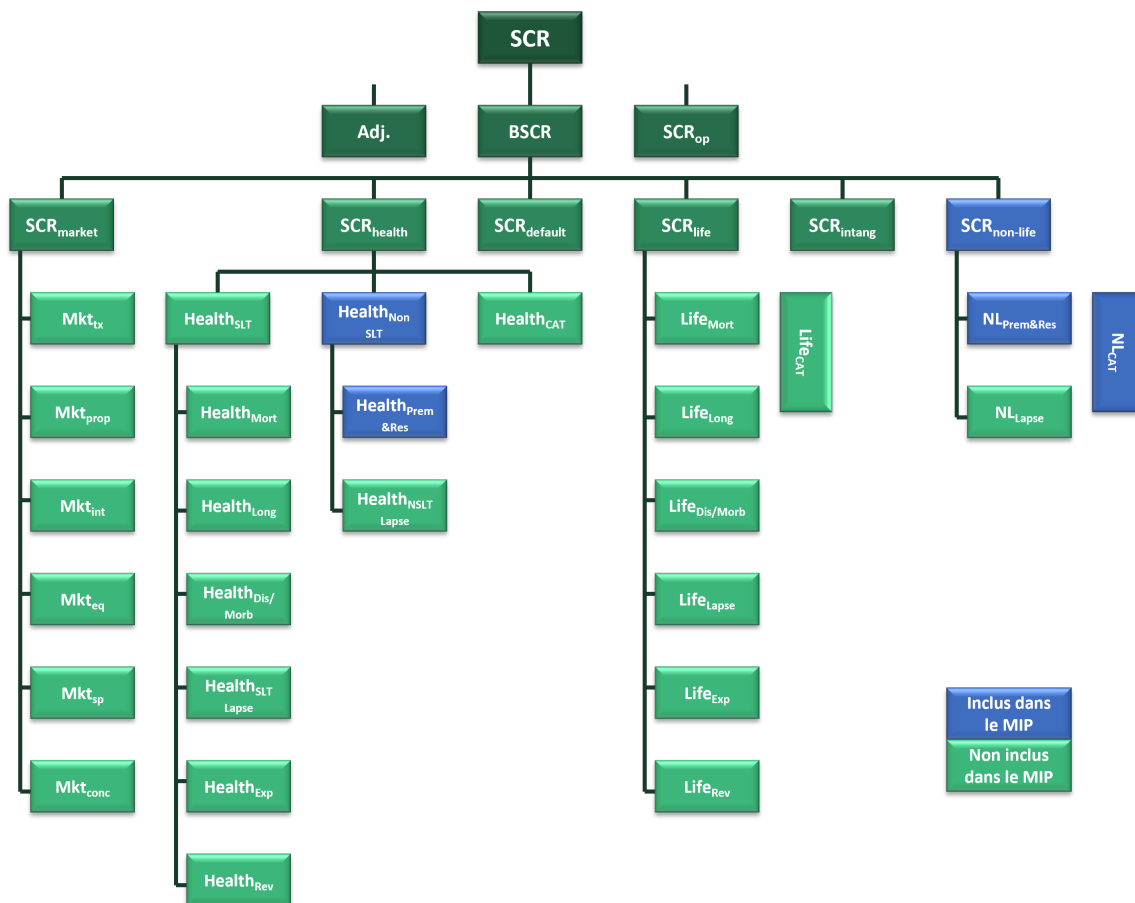 SCR
Adj.
BSCR
SCRop
SCRmarket
SCRhealth
SCRdefault
SCRlife
SCRintang
SCRnon-life
Mkttx
Mktprop
Mktint
Mkteq
Mktsp
Mktconc
HealthSLT
HealthMort
HealthLong
HealthDis/
Morb
HealthSLT
Lapse
HealthExp
HealthRev
HealthNon
SLT
HealthPrem
&Res
HealthNSLT
Lapse
HealthCAT
LifeMort
LifeLong
LifeDis/Morb
LifeLapse
LifeExp
LifeRev
LifeCAT
NLPrem&Res
NLLapse
NLCAT
Inclus dans
le MIP
Non inclus
dans le MIP